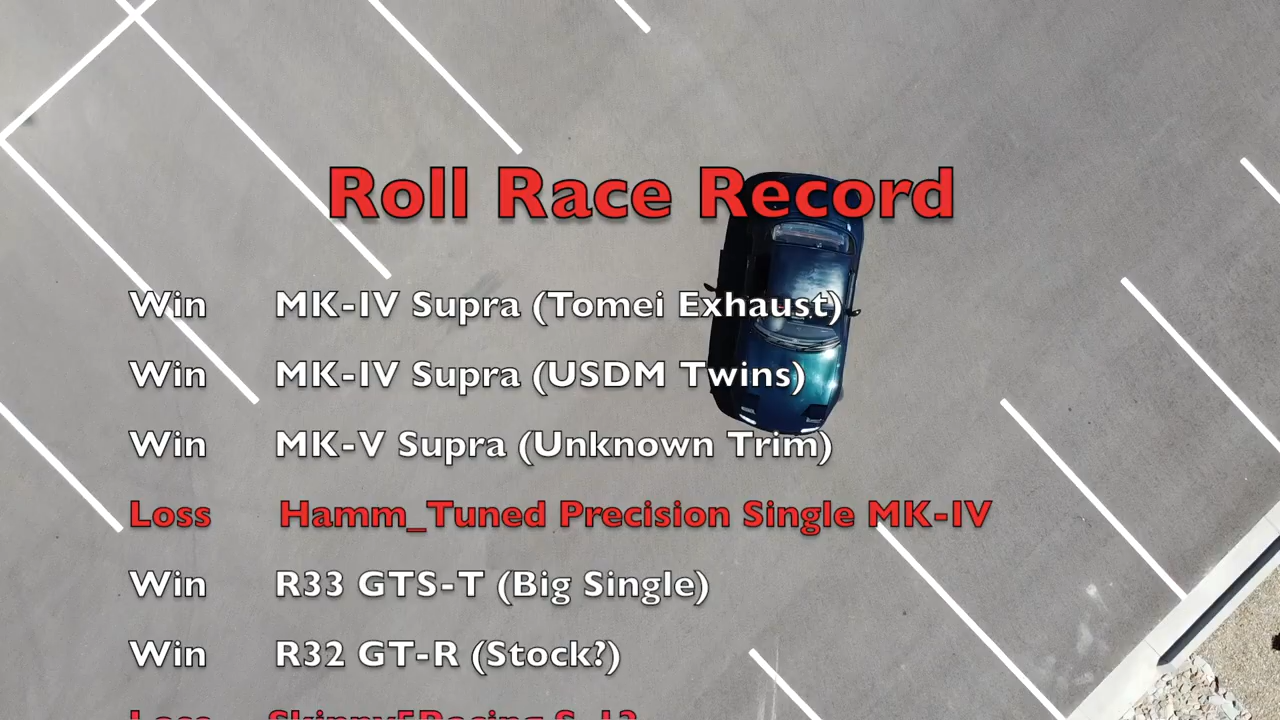 Roll Race Record
Win MK-IV Supra (Tomei Exhaust)
Win MK-IV Supra (USDM Twins)
Win MK-V Supra (Unknown Trim)
Loss Hamm_Tuned Precision Single MK-IV
Win R33 GTS-T (Big Single)
Win R32 GT-R (Stock?)
Loss